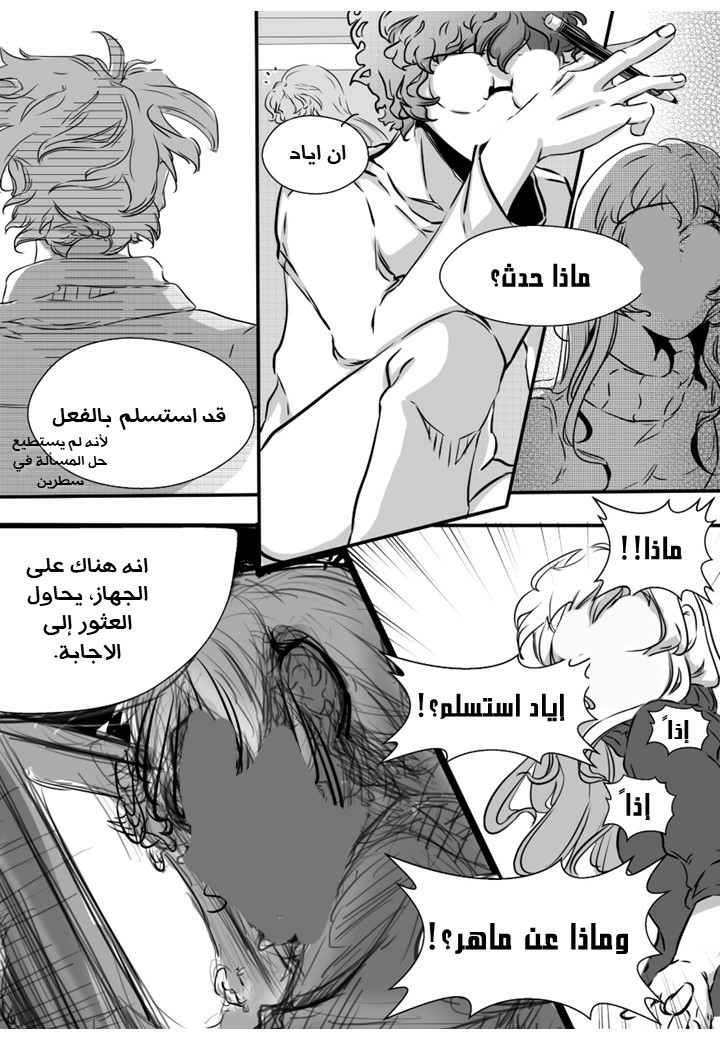 ماذا حدث؟
ان اياد
قد استسلم بالفعل
لأنه لم يستطيع
حل المسألة في
سطرين
ماذا!!
إياد استسلم؟!
إذاً
إذاً
وماذا عن ماهر؟!
انه هناك على
الجهاز، يحاول
العثور إلى
الاجابة.